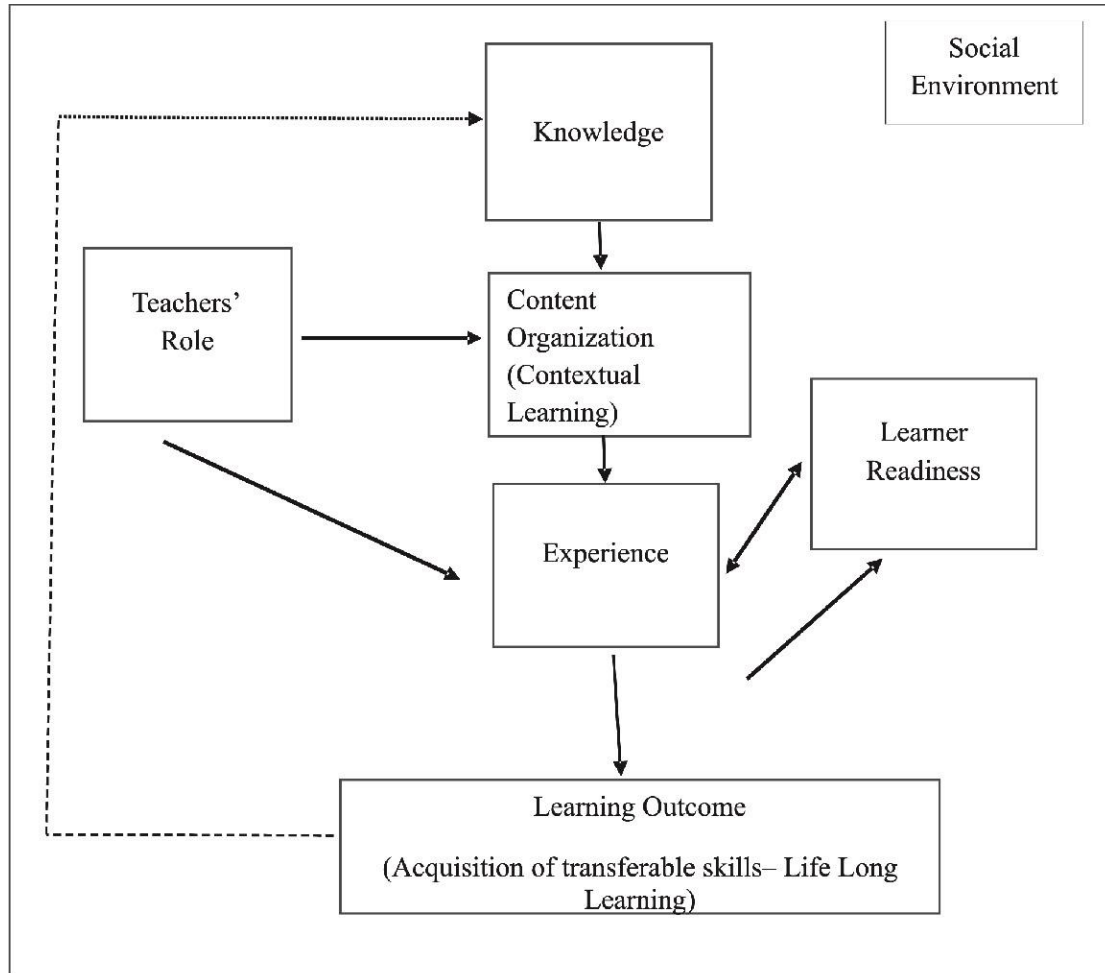 Social
Environment
Knowledge
Teachers’
Role
Content
Organization
(Contextual
Learning)
Learner
Readiness
Experience
Learning Outcome
(Acquisition of transferable skills– Life Long
Learning)